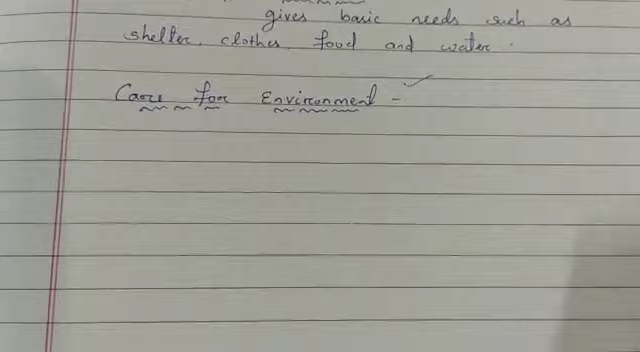 gives basic needs such as
shelter, clothes, food and water.
Care for Environment -